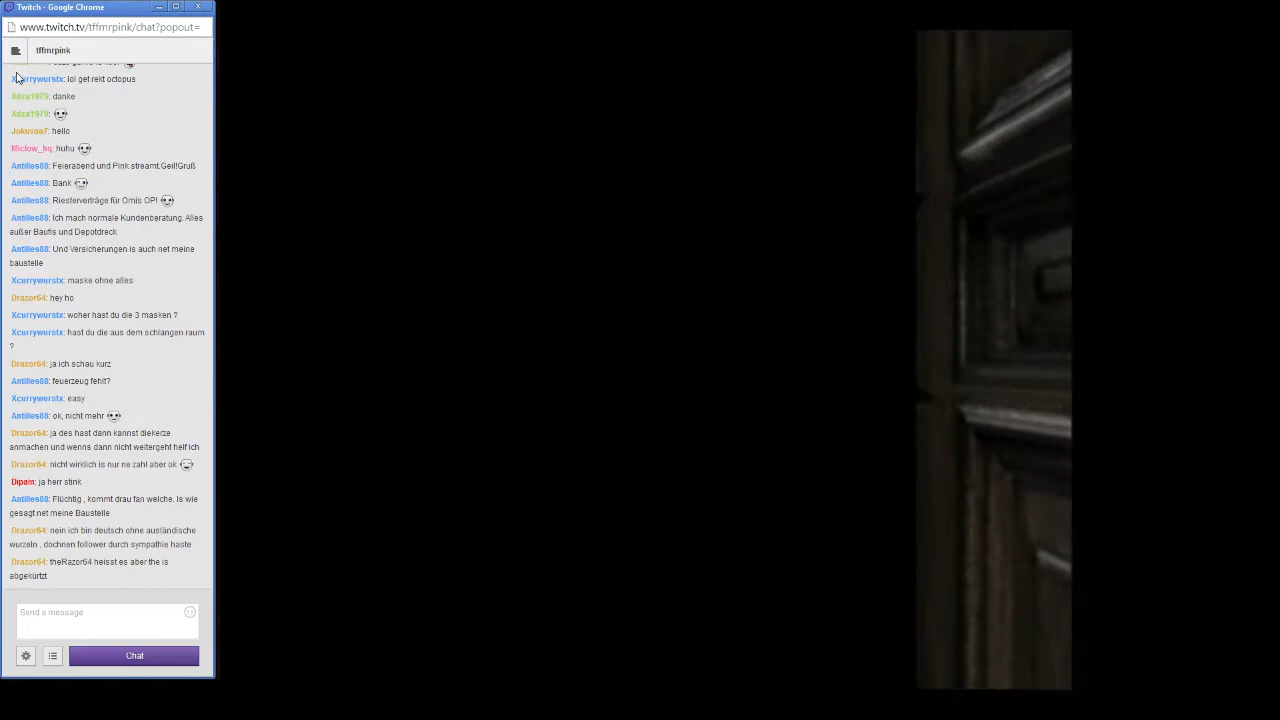 Twitch - Google Chrome
www.twitch.tv/tffmrpink/chat?popout=
tffmrpink
Xcurrywurstx: lol get rekt octopus
Xdza1979: danke
Xdza1979:
Jokuvaa7: hello
Miclow_hq: huhu
Antilles88: Feierabend und Pink streamt.Geil!Gruß
Antilles88: Bank
Antilles88: Riesterverträge für Omis OP!
Antilles88: Ich mach normale Kundenberatung. Alles
außer Baufis und Depotdreck
Antilles88: Und Versicherungen is auch net meine
baustelle
Xcurrywurstx: maske ohne alles
Drazor64: hey ho
Xcurrywurstx: woher hast du die 3 masken ?
Xcurrywurstx: hast du die aus dem schlangen raum
?
Drazor64: ja ich schau kurz
Antilles88: feuerzeug fehlt?
Xcurrywurstx: easy
Antilles88: ok, nicht mehr
Drazor64: ja des hast dann kannst diekerze
anmachen und wenns dann nicht weitergeht helf ich
Drazor64: nicht wirklich is nur ne zahl aber ok
Dipain: ja herr stink
Antilles88: Flüchtig , kommt drau fan welche. Is wie
gesagt net meine Baustelle
Drazor64: nein ich bin deutsch ohne ausländische
wurzeln , dochnen follower durch sympathie haste
Drazor64: theRazor64 heisst es aber the is
abgekürtzt
Send a message
Chat